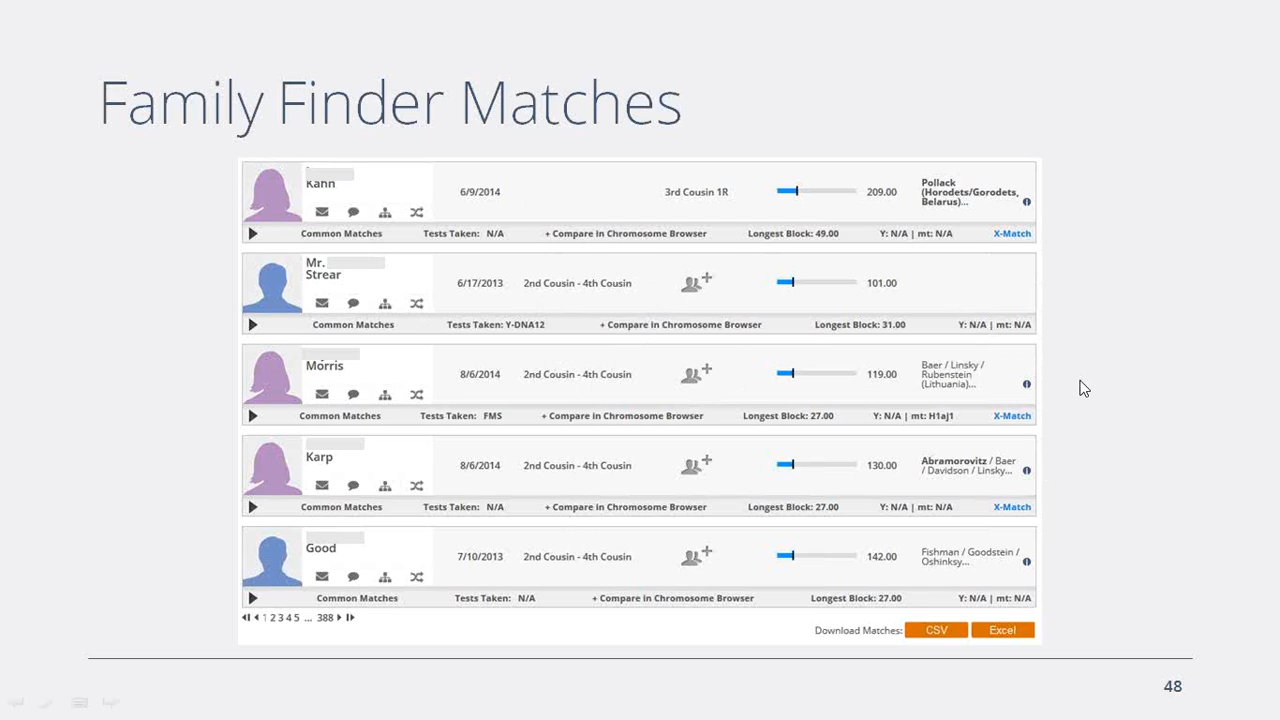 Family Finder Matches
Kahn
6/9/2014
3rd Cousin 1R
209.00
Pollack
(Horodets/Gorodets,
Belarus)...
Common Matches Tests Taken: N/A + Compare in Chromosome Browser Longest Block: 49.00 Y: N/A | mt: N/A X-Match
Mr.
Strear
6/17/2013 2nd Cousin - 4th Cousin 101.00
Common Matches Tests Taken: Y-DNA12 + Compare in Chromosome Browser Longest Block: 31.00 Y: N/A | mt: N/A
Morris
8/6/2014 2nd Cousin - 4th Cousin 119.00
Baer / Linsky /
Rubenstein
(Lithuania)...
Common Matches Tests Taken: FMS + Compare in Chromosome Browser Longest Block: 27.00 Y: N/A | mt: H1aj1 X-Match
Karp
8/6/2014 2nd Cousin - 4th Cousin 130.00
Abramorovitz / Baer
/ Davidson / Linsky...
Common Matches Tests Taken: N/A + Compare in Chromosome Browser Longest Block: 27.00 Y: N/A | mt: N/A X-Match
Good
7/10/2013 2nd Cousin - 4th Cousin 142.00
Fishman / Goodstein /
Oshinksy...
Common Matches Tests Taken: N/A + Compare in Chromosome Browser Longest Block: 27.00 Y: N/A | mt: N/A
1 2 3 4 5 ... 388
Download Matches: CSV Excel
48